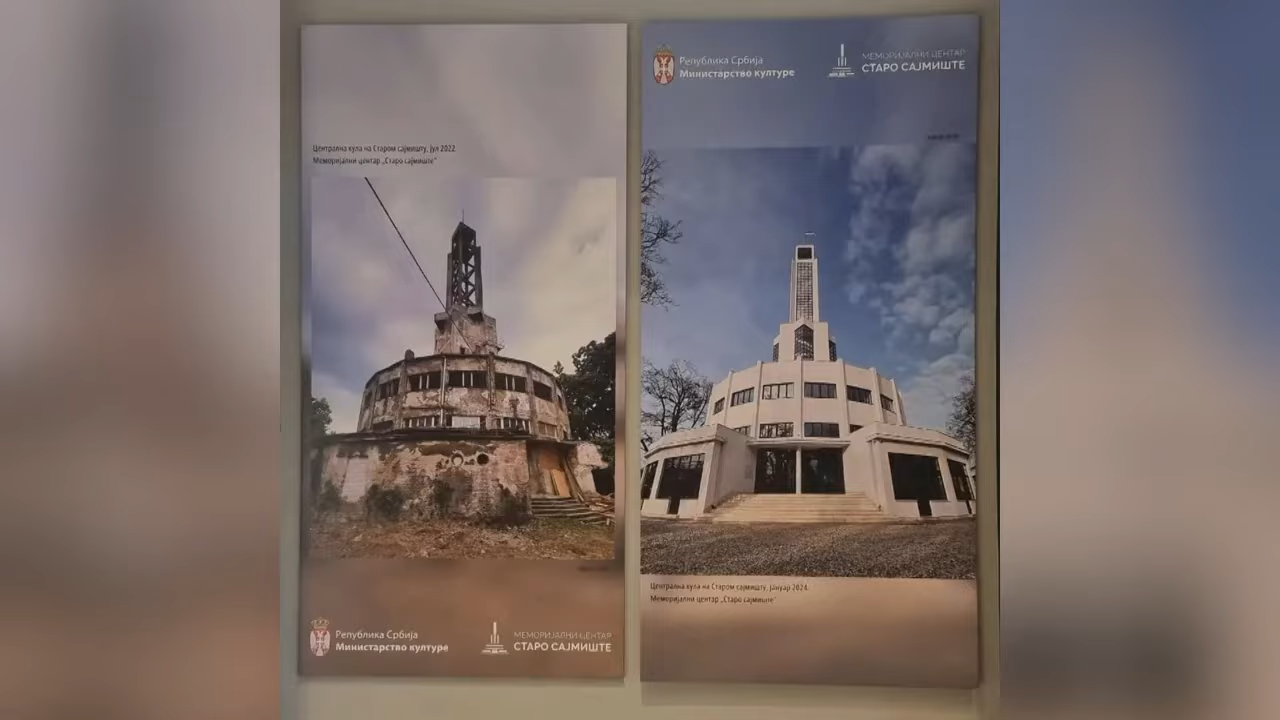 Централна кула на Старом сајмишту, јул 2022.
Меморијални центар „Старо сајмиште“
Република Србија
Министарство културе
МЕМОРИЈАЛНИ ЦЕНТАР
СТАРО САЈМИШТЕ
Република Србија
Министарство културе
МЕМОРИЈАЛНИ ЦЕНТАР
СТАРО САЈМИШТЕ
Централна кула на Старом сајмишту, јануар 2024.
Меморијални центар „Старо сајмиште“